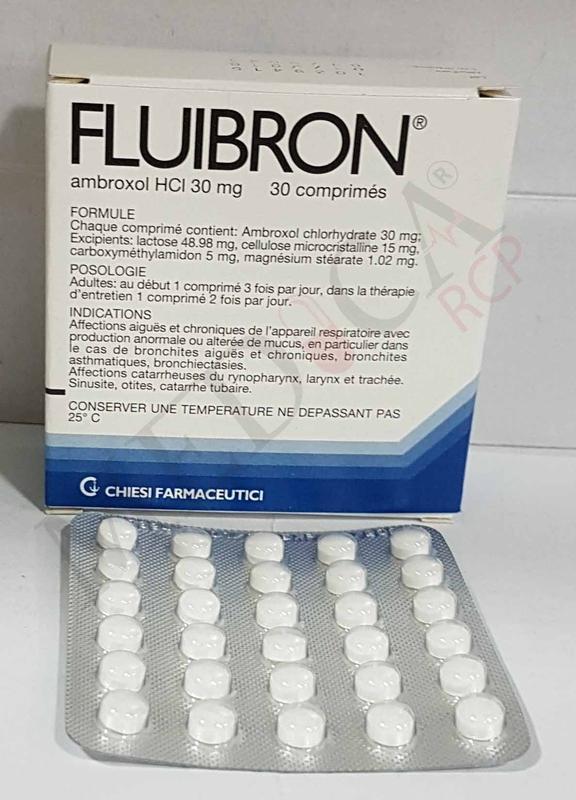 FLUIBRON®
ambroxol HCl 30 mg 30 comprimés
FORMULE
Chaque comprimé contient: Ambroxol chlorhydrate 30 mg;
Excipients: lactose 48.98 mg, cellulose microcristalline 15 mg,
carboxyméthylamidon 5 mg, magnésium stéarate 1.02 mg.
POSOLOGIE
Adultes: au début 1 comprimé 3 fois par jour, dans la thérapie
d'entretien 1 comprimé 2 fois par jour.
INDICATIONS
Affections aiguës et chroniques de l'appareil respiratoire avec
production anormale ou alterée de mucus, en particulier dans
le cas de bronchites aiguës et chroniques, bronchites
asthmatiques, bronchiectasies.
Affections catarrheuses du rynopharynx, larynx et trachée.
Sinusite, otites, catarrhe tubaire.
CONSERVER UNE TEMPERATURE NE DEPASSANT PAS
25° C
CHIESI FARMACEUTICI
RCP